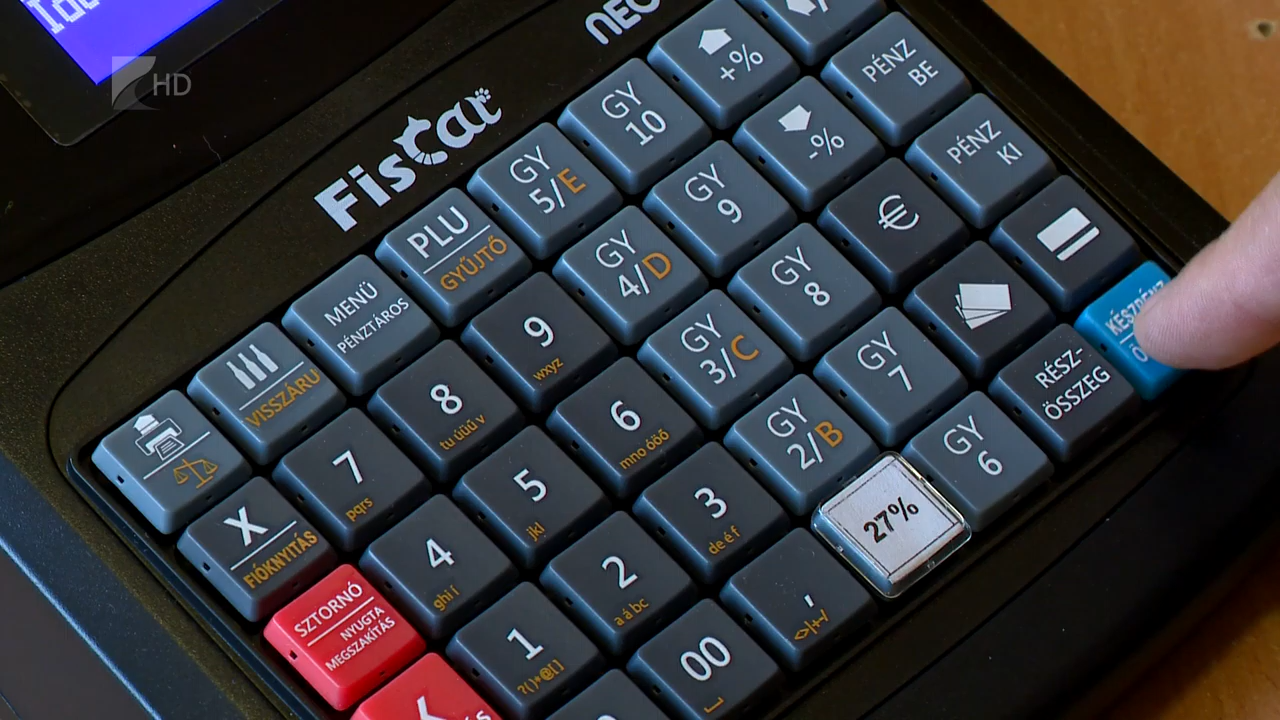 HD
NEO
FisCat
+%
PÉNZ
BE
GY
10
-%
PÉNZ
KI
GY
5/E
GY
9
€
PLU
GYŰJTŐ
GY
4/D
GY
8
MENÜ
PÉNZTÁROS
9
wxyz
GY
3/C
GY
7
RÉSZ-
ÖSSZEG
KÉSZPÉNZ
VISSZÁRU
8
tu úüű v
6
mno óöő
GY
2/B
GY
6
7
pqrs
5
jkl
3
de é f
27%
X
FIÓKNYITÁS
4
ghi í
2
a á bc
,
SZTORNÓ
NYUGTA
MEGSZAKÍTÁS
1
?()*@[]
00